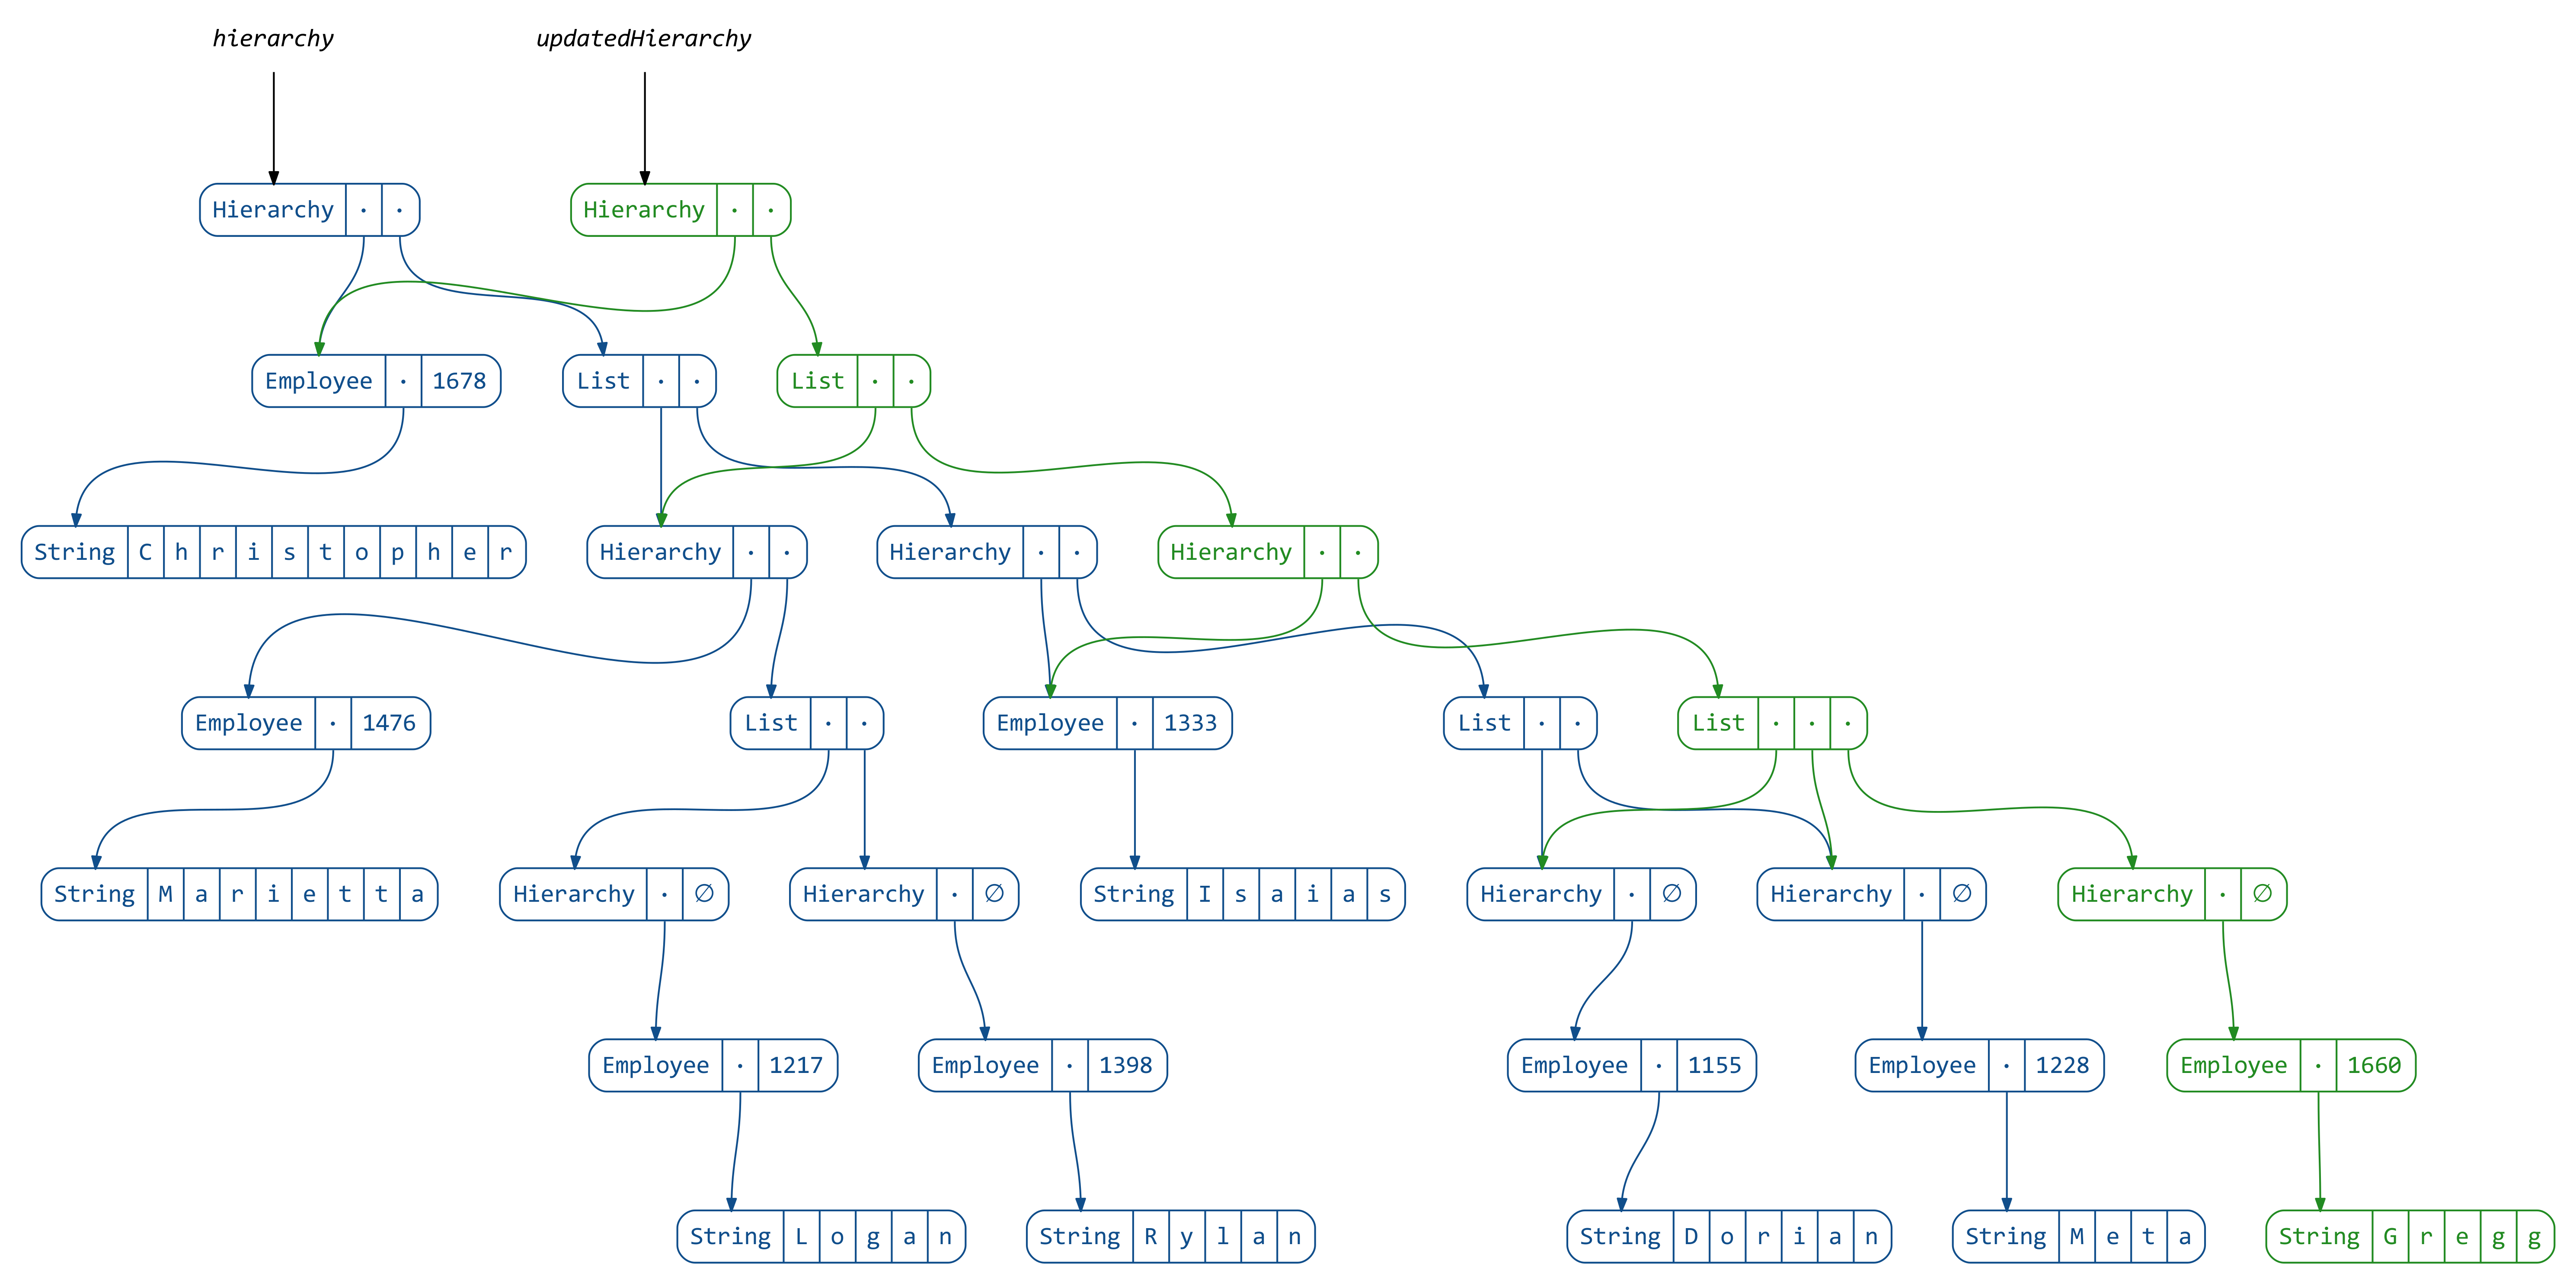 hierarchy updatedHierarchy
Hierarchy · · Hierarchy · ·
Employee · 1678 List · · List · ·
String C h r i s t o p h e r Hierarchy · · Hierarchy · · Hierarchy · ·
Employee · 1476 List · · Employee · 1333 List · · List · · ·
String M a r i e t t a Hierarchy · ∅ Hierarchy · ∅ String I s a i a s Hierarchy · ∅ Hierarchy · ∅ Hierarchy · ∅
Employee · 1217 Employee · 1398 Employee · 1155 Employee · 1228 Employee · 1660
String L o g a n String R y l a n String D o r i a n String M e t a String G r e g g